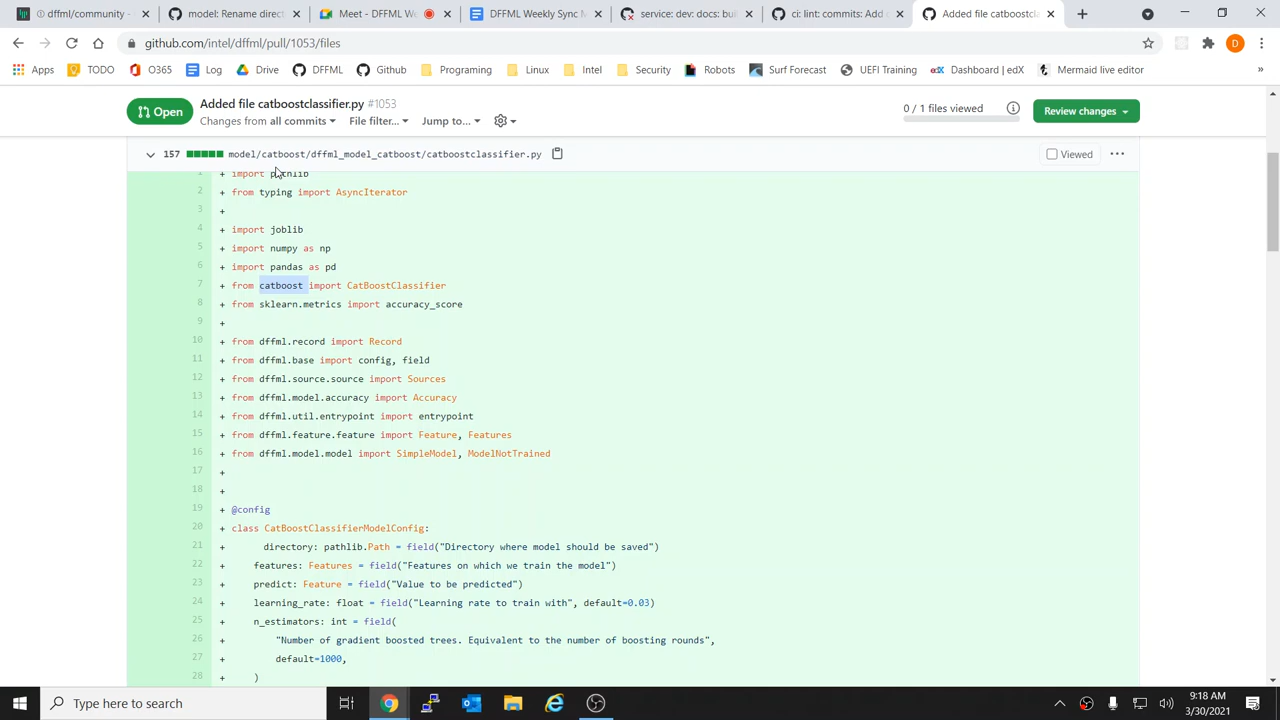 dffml/community -
model: Rename direct
Meet - DFFML We
DFFML Weekly Sync M
service: dev: docs: bui
ci: lint: commits: Add c
Added file catboostcla
github.com/intel/dffml/pull/1053/files
Apps
TODO
O365
Log
Drive
DFFML
Github
Programing
Linux
Intel
Security
Robots
Surf Forecast
UEFI Training
Dashboard | edX
Mermaid live editor
»
Open
Added file catboostclassifier.py #1053
Changes from all commits
File filter...
Jump to...
0 / 1 files viewed
Review changes
157 model/catboost/dffml_model_catboost/catboostclassifier.py
Viewed
1 + import pathlib
2 + from typing import AsyncIterator
3 +
4 + import joblib
5 + import numpy as np
6 + import pandas as pd
7 + from catboost import CatBoostClassifier
8 + from sklearn.metrics import accuracy_score
9 +
10 + from dffml.record import Record
11 + from dffml.base import config, field
12 + from dffml.source.source import Sources
13 + from dffml.model.accuracy import Accuracy
14 + from dffml.util.entrypoint import entrypoint
15 + from dffml.feature.feature import Feature, Features
16 + from dffml.model.model import SimpleModel, ModelNotTrained
17 +
18 +
19 + @config
20 + class CatBoostClassifierModelConfig:
21 + directory: pathlib.Path = field("Directory where model should be saved")
22 + features: Features = field("Features on which we train the model")
23 + predict: Feature = field("Value to be predicted")
24 + learning_rate: float = field("Learning rate to train with", default=0.03)
25 + n_estimators: int = field(
26 + "Number of gradient boosted trees. Equivalent to the number of boosting rounds",
27 + default=1000,
28 + )
Type here to search
9:18 AM
3/30/2021